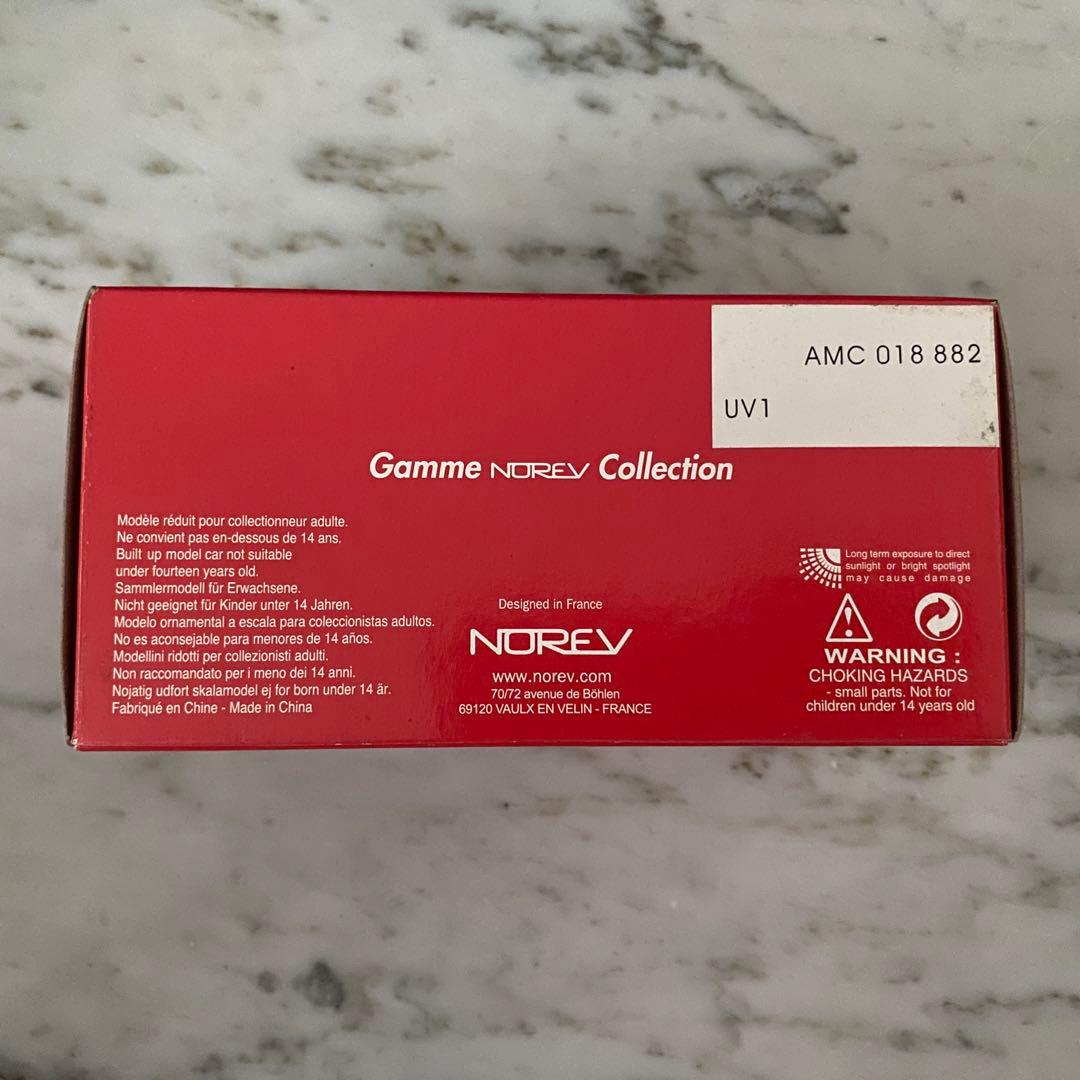 AMC 018 882
UV1
Gamme NOREV Collection
Modèle réduit pour collectionneur adulte.
Ne convient pas en-dessous de 14 ans.
Built up model car not suitable
under fourteen years old.
Sammlermodell für Erwachsene.
Nicht geeignet für Kinder unter 14 Jahren.
Modelo ornamental a escala para coleccionistas adultos.
No es aconsejable para menores de 14 años.
Modellini ridotti per collezionisti adulti.
Non raccomandato per i meno dei 14 anni.
Nojatig udfort skalamodel ej for born under 14 är.
Fabriqué en Chine - Made in China
Designed in France
NOREV
www.norev.com
70/72 avenue de Böhlen
69120 VAULX EN VELIN - FRANCE
Long term exposure to direct
sunlight or bright spotlight
may cause damage
WARNING :
CHOKING HAZARDS
- small parts. Not for
children under 14 years old